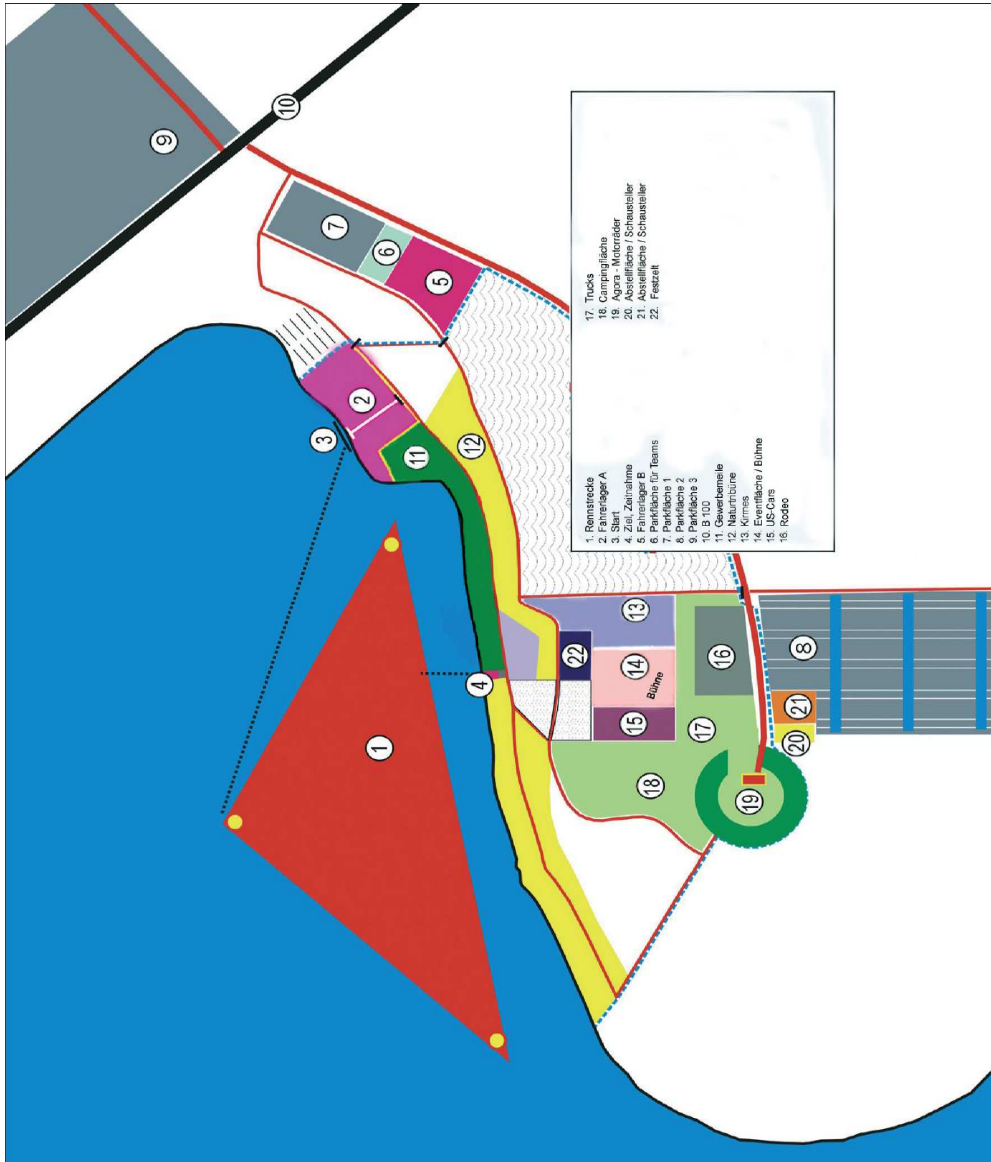 1. Rennstrecke
2. Fahrerlager A
3. Start
4. Ziel, Zeitnahme
5. Fahrerlager B
6. Parkfläche für Teams
7. Parkfläche 1
8. Parkfläche 2
9. Parkfläche 3
10. B 100
11. Gewerbemeile
12. Naturtribüne
13. Kirmes
14. Eventfläche / Bühne
15. US-Cars
16. Rodeo
17. Trucks
18. Campingfläche
19. Agora - Motorräder
20. Abstellfläche / Schausteller
21. Abstellfläche / Schausteller
22. Festzelt
9
10
7
6
5
2
3
11
12
4
1
13
22
14
Bühne
15
16
17
18
8
21
20
19